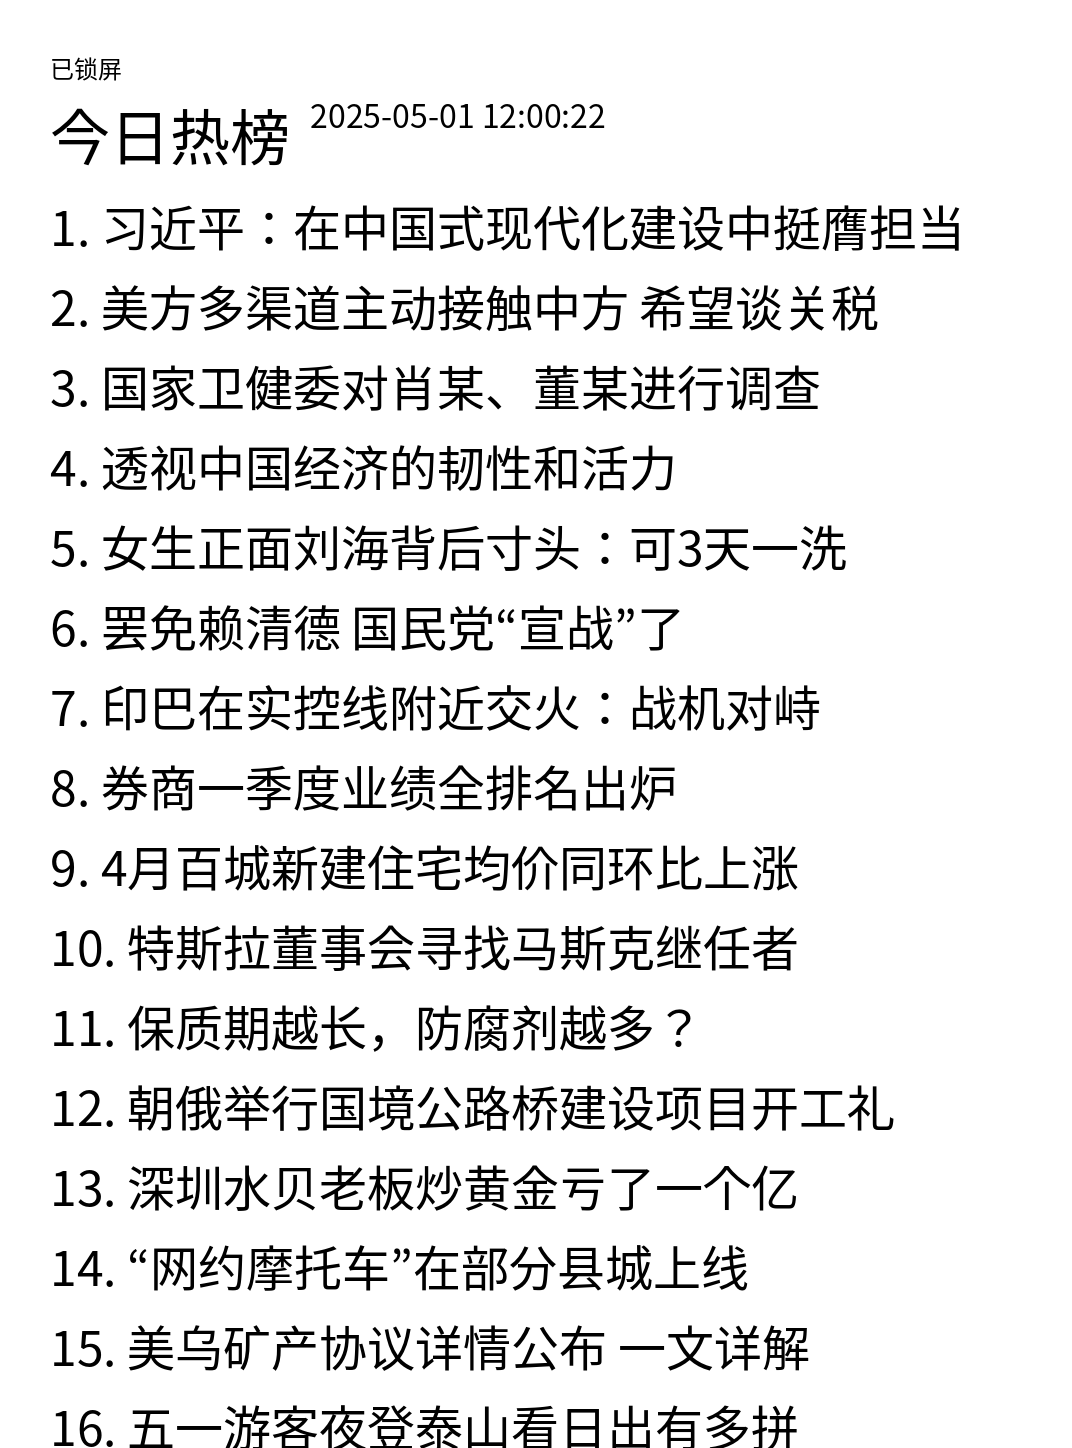 已锁屏
今日热榜 2025-05-01 12:00:22
1. 习近平：在中国式现代化建设中挺膺担当
2. 美方多渠道主动接触中方 希望谈关税
3. 国家卫健委对肖某、董某进行调查
4. 透视中国经济的韧性和活力
5. 女生正面刘海背后寸头：可3天一洗
6. 罢免赖清德 国民党“宣战”了
7. 印巴在实控线附近交火：战机对峙
8. 券商一季度业绩全排名出炉
9. 4月百城新建住宅均价同环比上涨
10. 特斯拉董事会寻找马斯克继任者
11. 保质期越长，防腐剂越多？
12. 朝俄举行国境公路桥建设项目开工礼
13. 深圳水贝老板炒黄金亏了一个亿
14. “网约摩托车”在部分县城上线
15. 美乌矿产协议详情公布 一文详解
16. 五一游客夜登泰山看日出有多拼